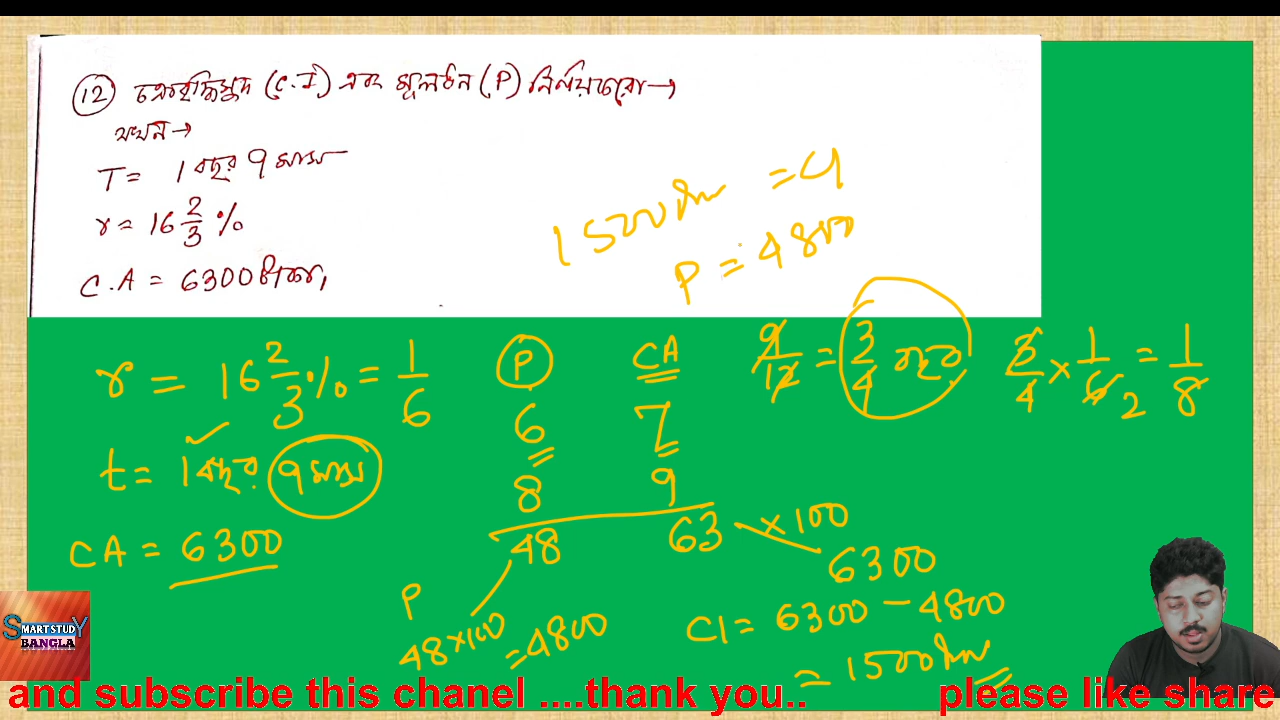 12 চক্রবৃদ্ধিসুদ (C.I) এবং মূলধন (P) নির্ণয় করো→
যখন→
T = 1 বছর 9 মাস
r = 16 2/3 %
C.A = 6300 টাকা,
1500 টাকা = CI
P = 4800
r = 16 2/3 % = 1/6
t = 1 বছর 9 মাস
CA = 6300
P CA
6 7
8 9
48 63 × 100
6300
P
48 × 100 = 4800
9/12 = 3/4 বছর
3/4 × 1/6 2 = 1/8
CI = 6300 − 4800
= 1500 টাকা
SMART STUDY
BANGLA
and subscribe this chanel ....thank you.. please like share